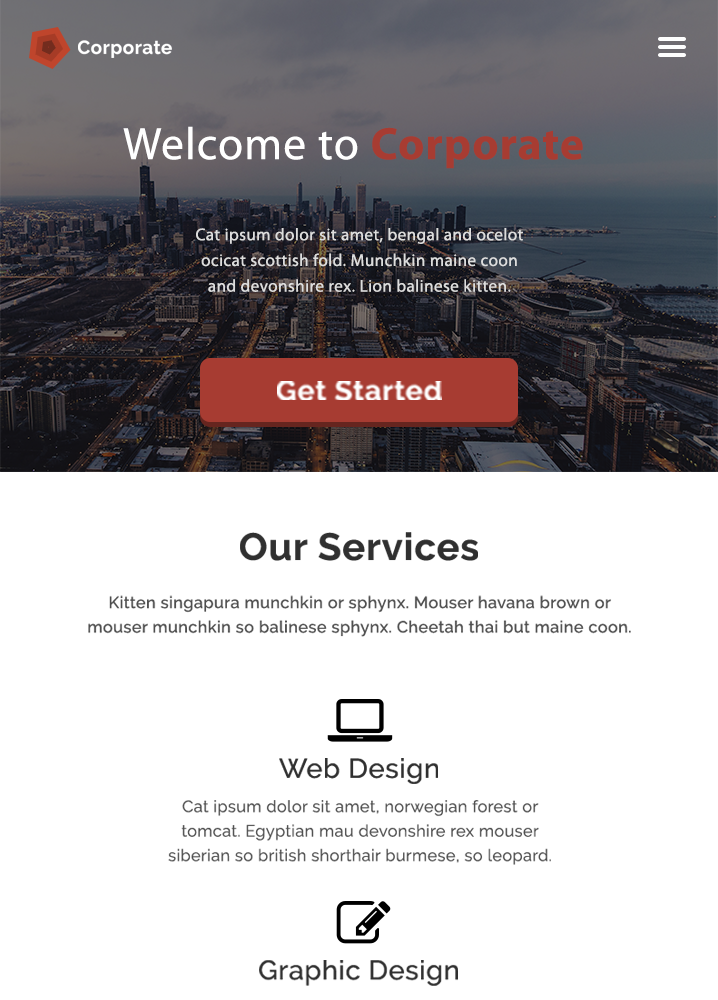 Corporate
Welcome to Corporate
Cat ipsum dolor sit amet, bengal and ocelot
ocicat scottish fold. Munchkin maine coon
and devonshire rex. Lion balinese kitten.
Get Started
Our Services
Kitten singapura munchkin or sphynx. Mouser havana brown or
mouser munchkin so balinese sphynx. Cheetah thai but maine coon.
Web Design
Cat ipsum dolor sit amet, norwegian forest or
tomcat. Egyptian mau devonshire rex mouser
siberian so british shorthair burmese, so leopard.
Graphic Design